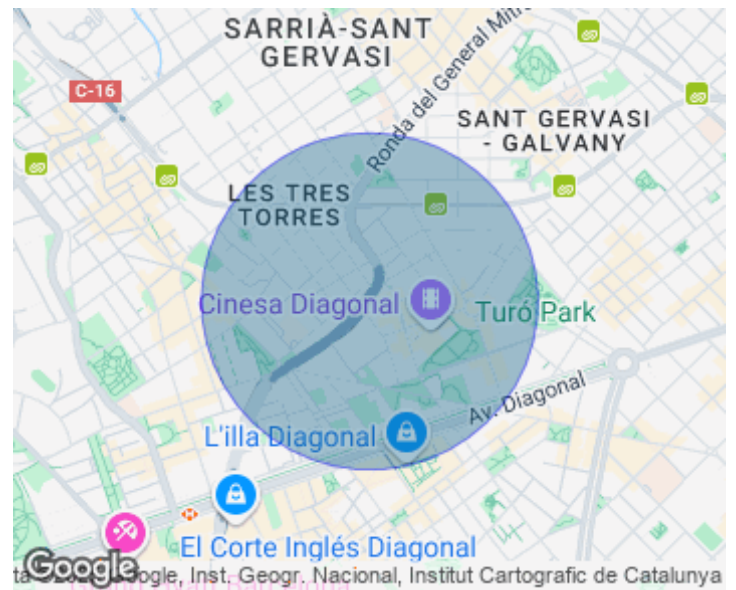 SARRIÀ-SANT
GERVASI
Ronda del General Mitre
C-16
SANT GERVASI
- GALVANY
LES TRES
TORRES
Cinesa Diagonal
Turó Park
Av. Diagonal
L'illa Diagonal
El Corte Inglés Diagonal
Google
Google, Inst. Geogr. Nacional, Institut Cartografic de Catalunya